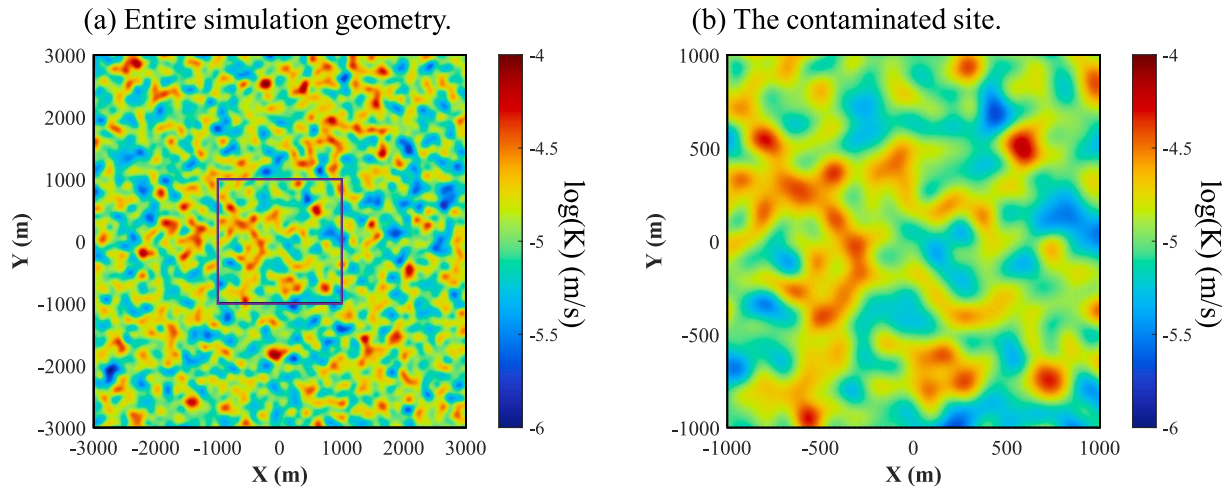 (a) Entire simulation geometry.
3000
2000
1000
0
-1000
-2000
-3000
Y (m)
-3000 -2000 -1000 0 1000 2000 3000
X (m)
-4
-4.5
-5
-5.5
-6
log(K) (m/s)
(b) The contaminated site.
1000
500
0
-500
-1000
Y (m)
-1000 -500 0 500 1000
X (m)
-4
-4.5
-5
-5.5
-6
log(K) (m/s)